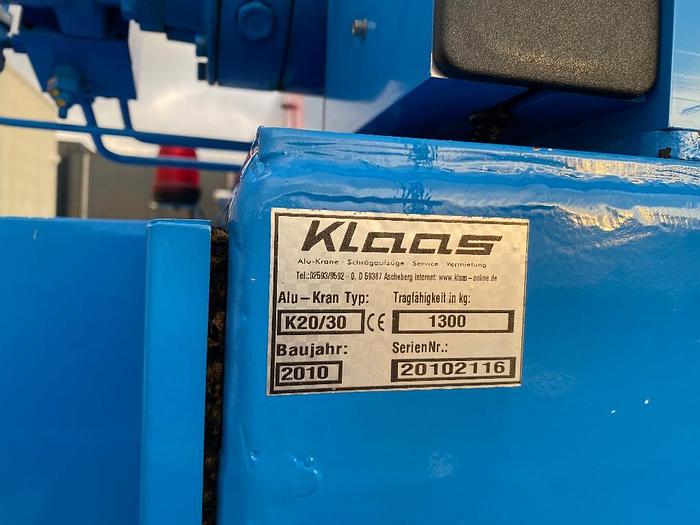 Klaas
Alu-Krane · Schrägaufzüge · Service · Vermietung
Tel.:02593/9592-0, D 59387 Ascheberg Internet: www.klaas-online.de
Alu-Kran Typ: Tragfähigkeit in kg:
K20/30 CE 1300
Baujahr: SerienNr.:
2010 20102116